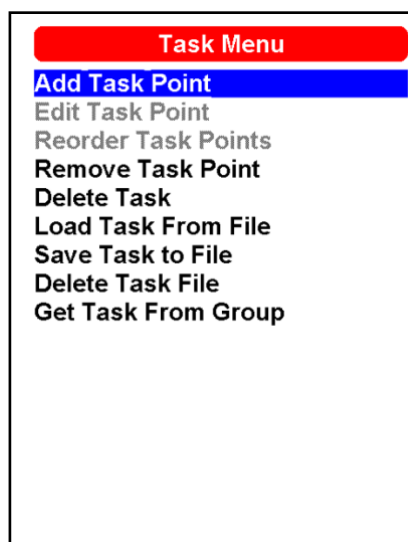 Task Menu
Add Task Point
Edit Task Point
Reorder Task Points
Remove Task Point
Delete Task
Load Task From File
Save Task to File
Delete Task File
Get Task From Group